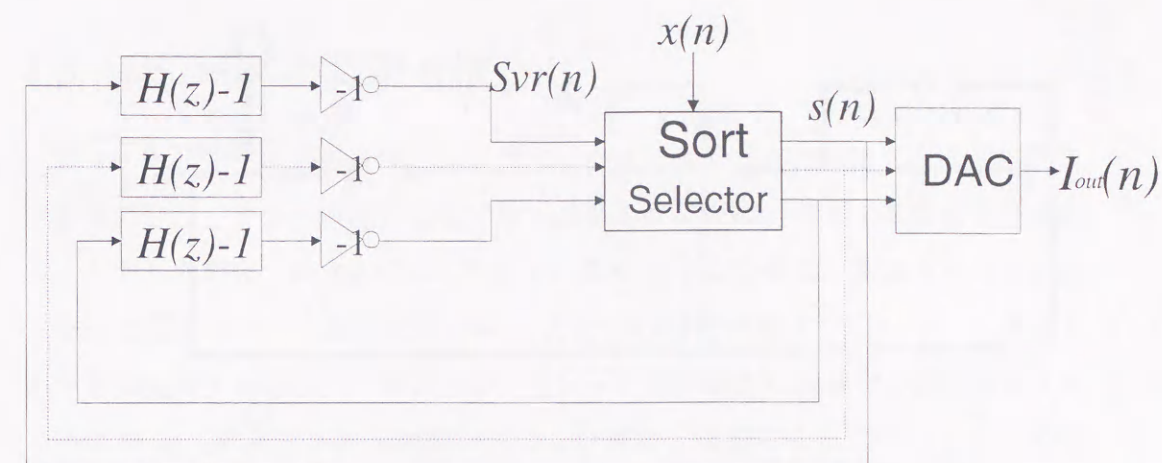 x(n)
H(z)-1
-1
Svr(n)
s(n)
H(z)-1
-1
Sort
Selector
DAC
Iout(n)
H(z)-1
-1